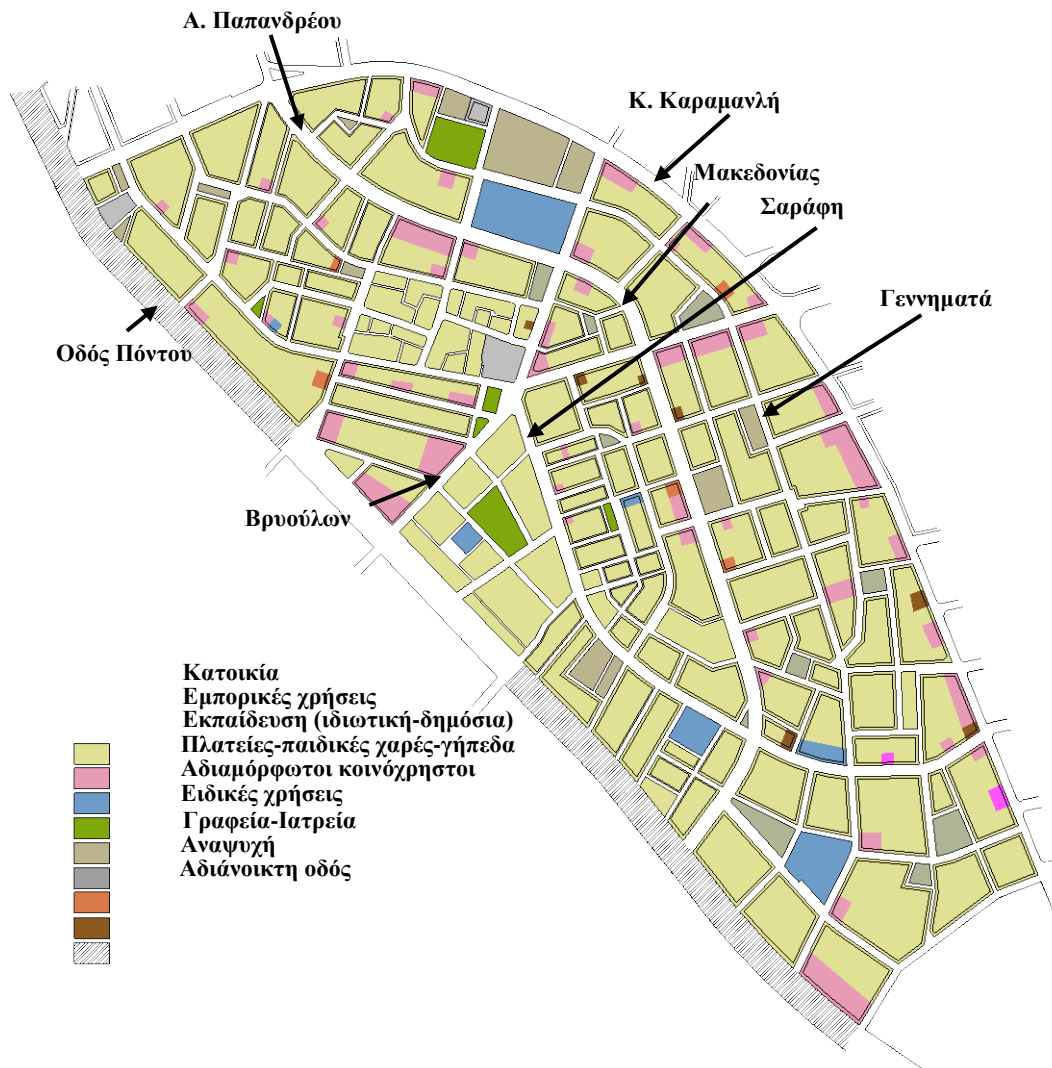 Α. Παπανδρέου
Κ. Καραμανλή
Μακεδονίας
Σαράφη
Γεννηματά
Οδός Πόντου
Βρυούλων
Κατοικία
Εμπορικές χρήσεις
Εκπαίδευση (ιδιωτική-δημόσια)
Πλατείες-παιδικές χαρές-γήπεδα
Αδιαμόρφωτοι κοινόχρηστοι
Ειδικές χρήσεις
Γραφεία-Ιατρεία
Αναψυχή
Αδιάνοικτη οδός